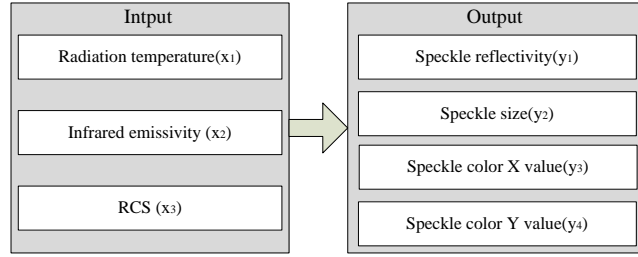 Intput
Radiation temperature(x1)
Infrared emissivity (x2)
RCS (x3)
Output
Speckle reflectivity(y1)
Speckle size(y2)
Speckle color X value(y3)
Speckle color Y value(y4)